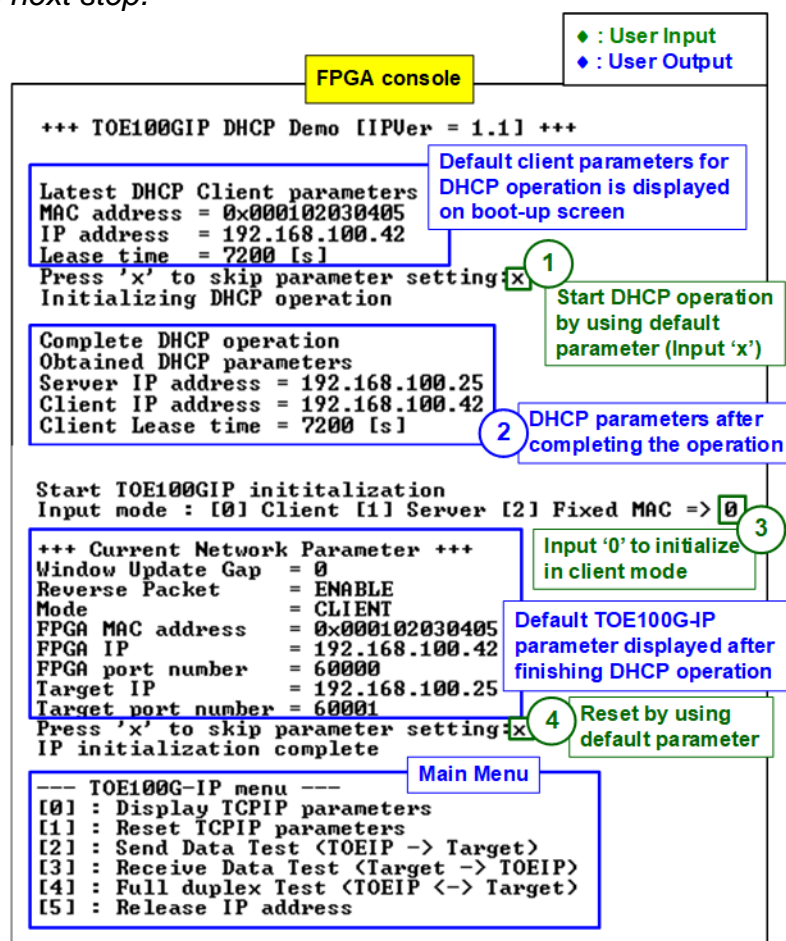 next step.
♦ : User Input
♦ : User Output
FPGA console
+++ TOE100GIP DHCP Demo [IPVer = 1.1] +++
Default client parameters for
DHCP operation is displayed
on boot-up screen
Latest DHCP Client parameters
MAC address = 0x000102030405
IP address = 192.168.100.42
Lease time = 7200 [s]
Press 'x' to skip parameter setting:x
1
Initializing DHCP operation
Start DHCP operation
by using default
parameter (Input ‘x’)
Complete DHCP operation
Obtained DHCP parameters
Server IP address = 192.168.100.25
Client IP address = 192.168.100.42
Client Lease time = 7200 [s]
2
DHCP parameters after
completing the operation
Start TOE100GIP inititalization
Input mode : [0] Client [1] Server [2] Fixed MAC => 0
3
Input ‘0’ to initialize
in client mode
+++ Current Network Parameter +++
Window Update Gap = 0
Reverse Packet = ENABLE
Mode = CLIENT
FPGA MAC address = 0x000102030405
FPGA IP = 192.168.100.42
FPGA port number = 60000
Target IP = 192.168.100.25
Target port number = 60001
Default TOE100G-IP
parameter displayed after
finishing DHCP operation
Press 'x' to skip parameter setting:x
4
Reset by using
default parameter
IP initialization complete
Main Menu
--- TOE100G-IP menu ---
[0] : Display TCPIP parameters
[1] : Reset TCPIP parameters
[2] : Send Data Test (TOEIP -> Target)
[3] : Receive Data Test (Target -> TOEIP)
[4] : Full duplex Test (TOEIP <-> Target)
[5] : Release IP address